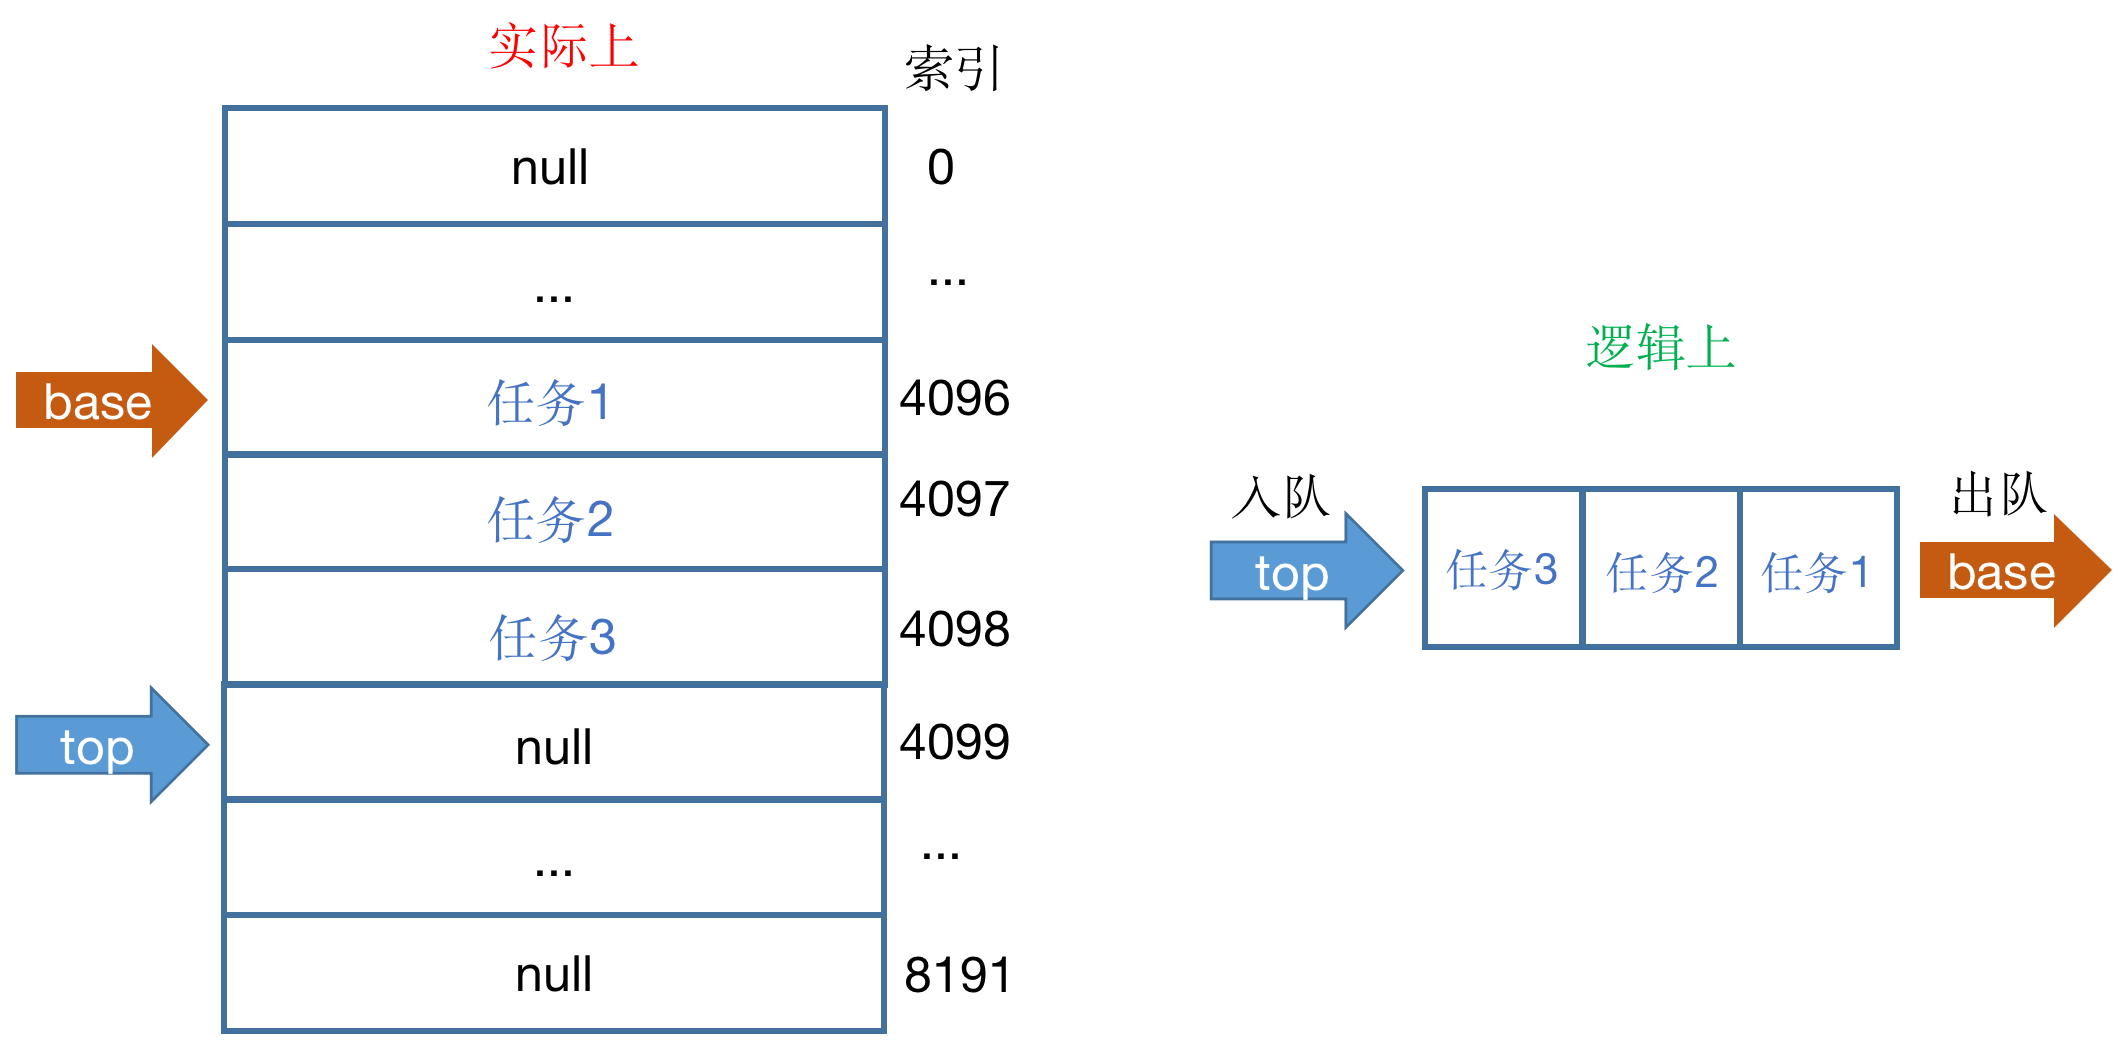 实际上
索引
null
0
...
...
base
任务1
4096
任务2
4097
任务3
4098
top
null
4099
...
...
null
8191
逻辑上
入队
出队
top
任务3
任务2
任务1
base